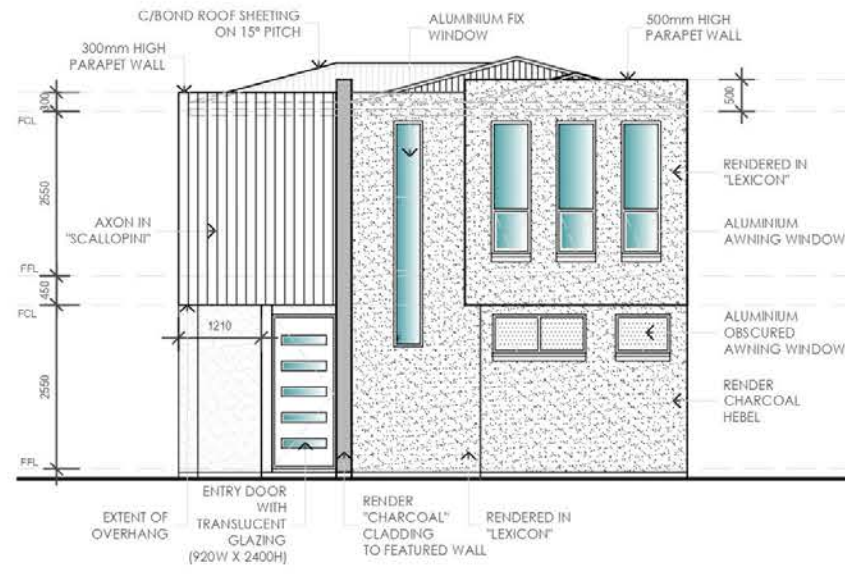 C/BOND ROOF SHEETING
ON 15° PITCH
ALUMINIUM FIX
WINDOW
500mm HIGH
PARAPET WALL
300mm HIGH
PARAPET WALL
300
500
FCL
2550
RENDERED IN
"LEXICON"
AXON IN
"SCALLOPINI"
ALUMINIUM
AWNING WINDOW
FFL
450
FCL
1210
ALUMINIUM
OBSCURED
AWNING WINDOW
2550
RENDER
CHARCOAL
HEBEL
FFL
EXTENT OF
OVERHANG
ENTRY DOOR
WITH
TRANSLUCENT
GLAZING
(920W X 2400H)
RENDER
"CHARCOAL"
CLADDING
TO FEATURED WALL
RENDERED IN
"LEXICON"